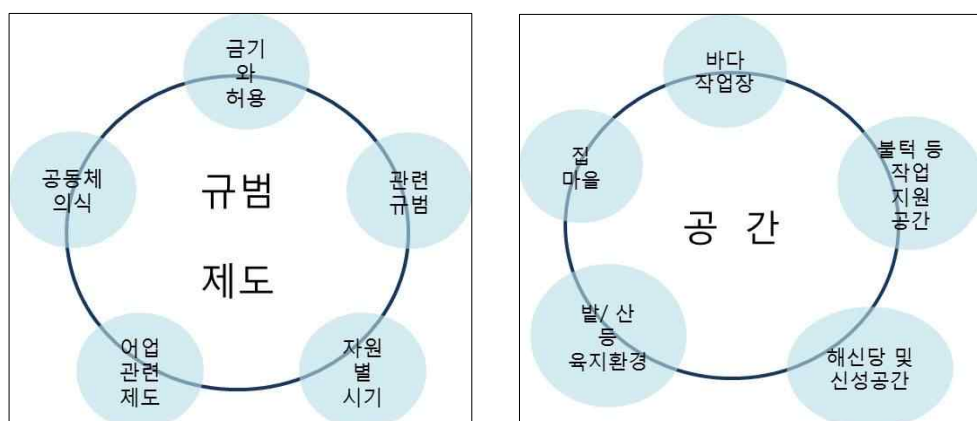 금기
와
허용
관련
규범
자원
별
시기
어업
관련
제도
공동체
의식
규범
제도
바다
작업장
불턱 등
작업
지원
공간
해신당 및
신성공간
밭/ 산
등
육지환경
집
마을
공 간